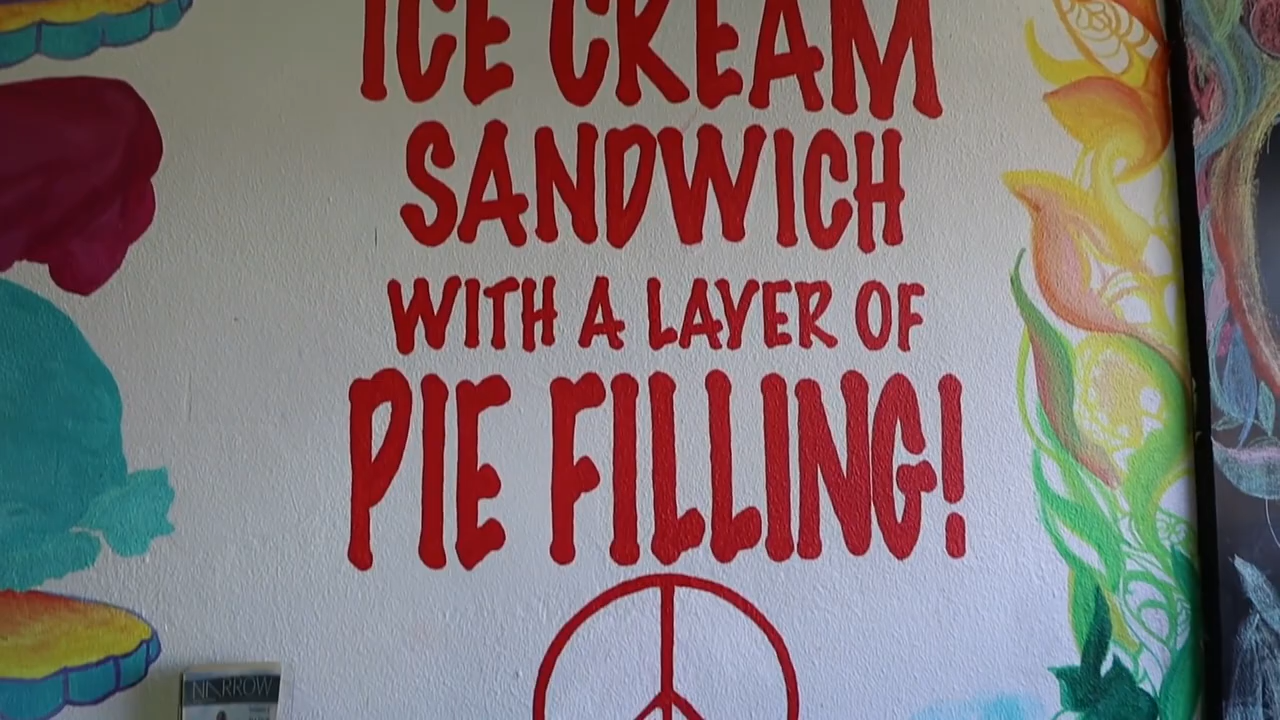 ICE CREAM
SANDWICH
WITH A LAYER OF
PIE FILLING!
NARROW